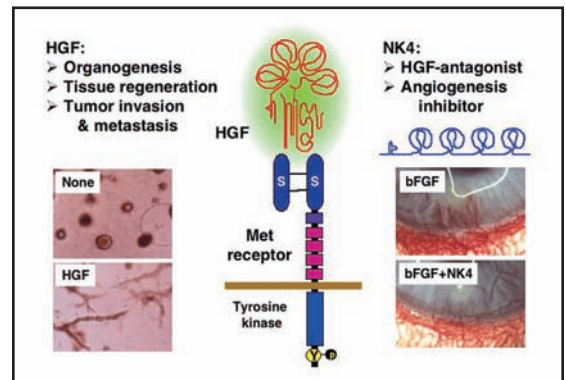 HGF:
➤ Organogenesis
➤ Tissue regeneration
➤ Tumor invasion
& metastasis
None
HGF
HGF
S S
Met
receptor
Tyrosine
kinase
Y p
NK4:
➤ HGF-antagonist
➤ Angiogenesis
inhibitor
bFGF
bFGF+NK4